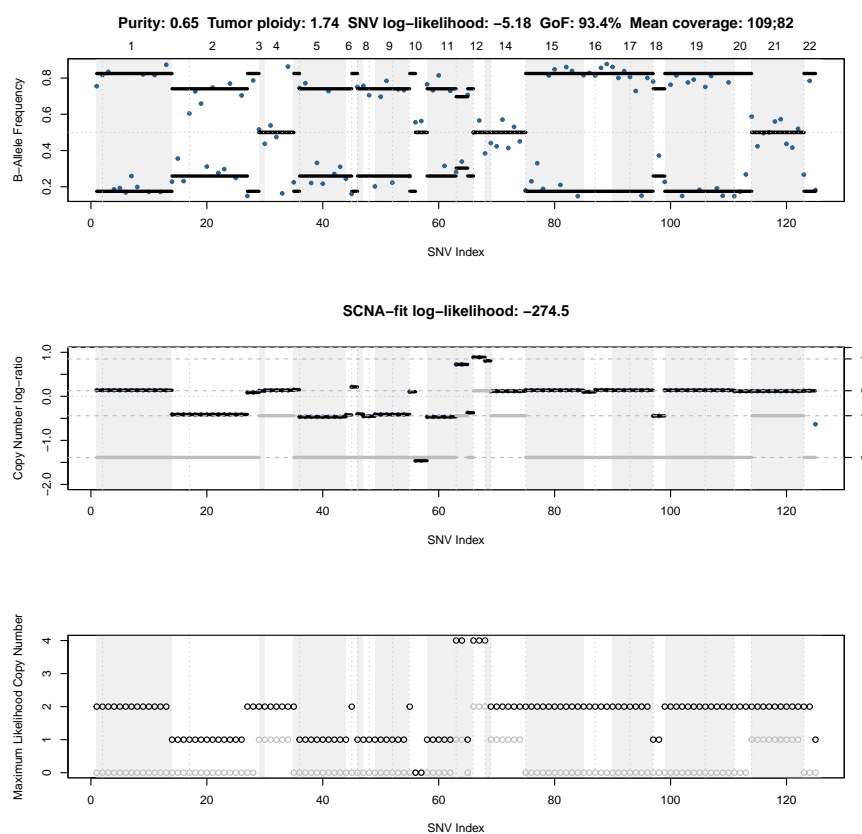 Purity: 0.65 Tumor ploidy: 1.74 SNV log−likelihood: −5.18 GoF: 93.4% Mean coverage: 109;82
1 2 3 4 5 6 8 9 10 11 12 14 15 16 17 18 19 20 21 22
B−Allele Frequency
0.8
0.6
0.4
0.2
0 20 40 60 80 100 120
SNV Index
SCNA−fit log−likelihood: −274.5
Copy Number log−ratio
1.0
0.0
−1.0
−2.0
0 20 40 60 80 100 120
SNV Index
Maximum Likelihood Copy Number
4
3
2
1
0
0 20 40 60 80 100 120
SNV Index